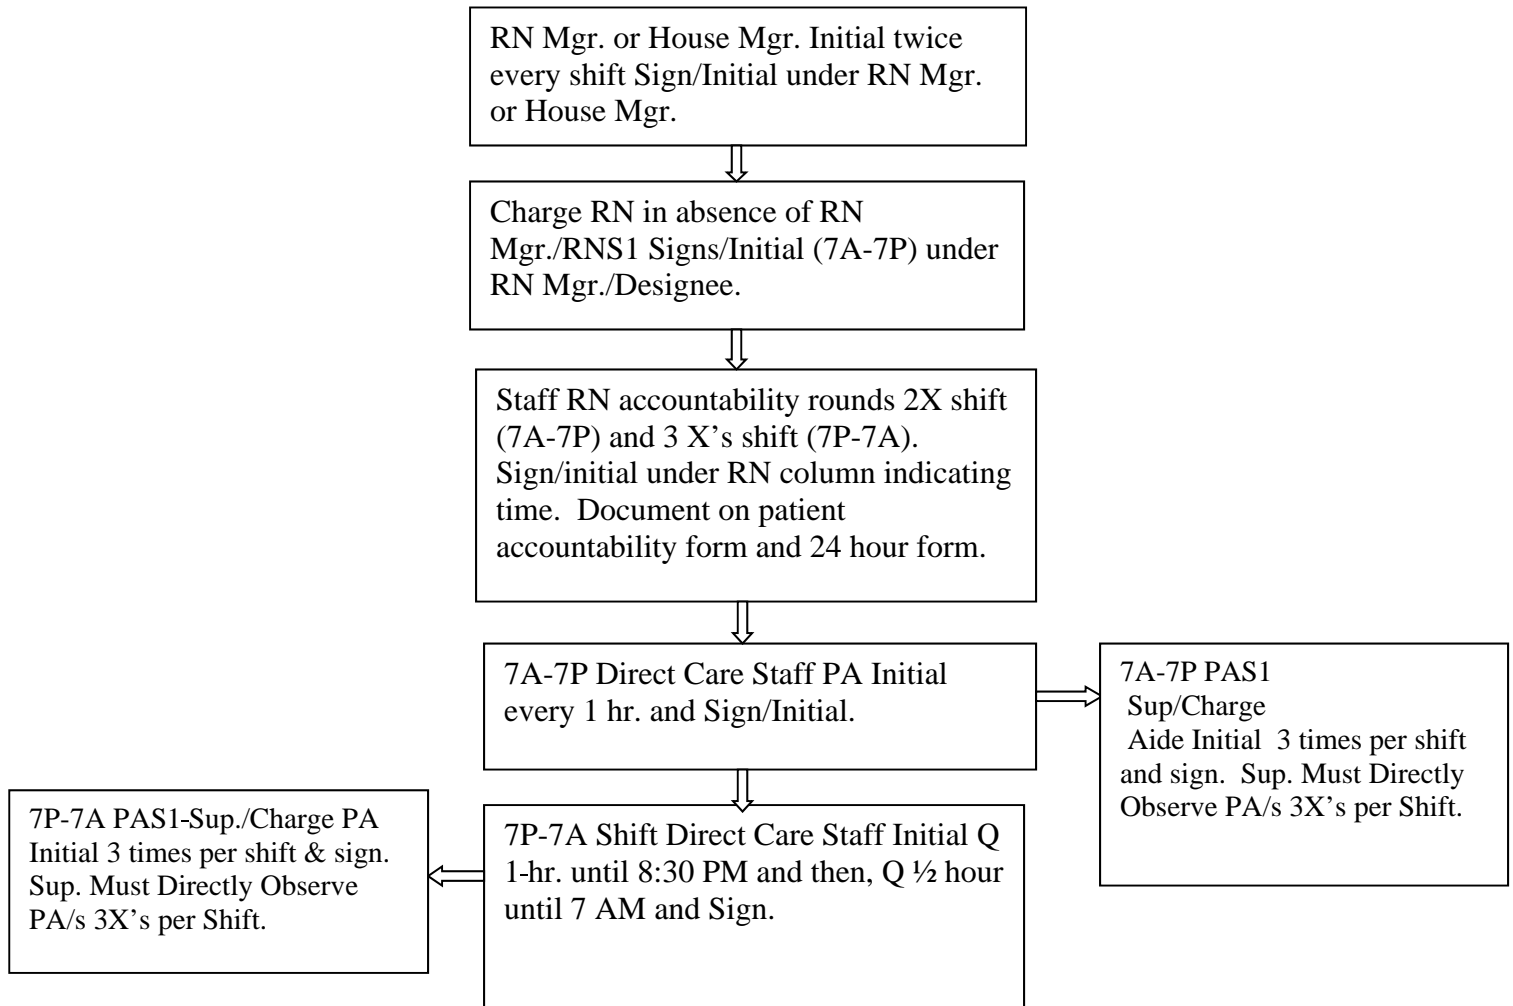 RN Mgr. or House Mgr. Initial twice
every shift Sign/Initial under RN Mgr.
or House Mgr.
Charge RN in absence of RN
Mgr./RNS1 Signs/Initial (7A-7P) under
RN Mgr./Designee.
Staff RN accountability rounds 2X shift
(7A-7P) and 3 X’s shift (7P-7A).
Sign/initial under RN column indicating
time.  Document on patient
accountability form and 24 hour form.
7A-7P Direct Care Staff PA Initial
every 1 hr. and Sign/Initial.
7A-7P PAS1
Sup/Charge
Aide Initial  3 times per shift
and sign.  Sup. Must Directly
Observe PA/s 3X’s per Shift.
7P-7A Shift Direct Care Staff Initial Q
1-hr. until 8:30 PM and then, Q ½ hour
until 7 AM and Sign.
7P-7A PAS1-Sup./Charge PA
Initial 3 times per shift & sign.
Sup. Must Directly Observe
PA/s 3X’s per Shift.